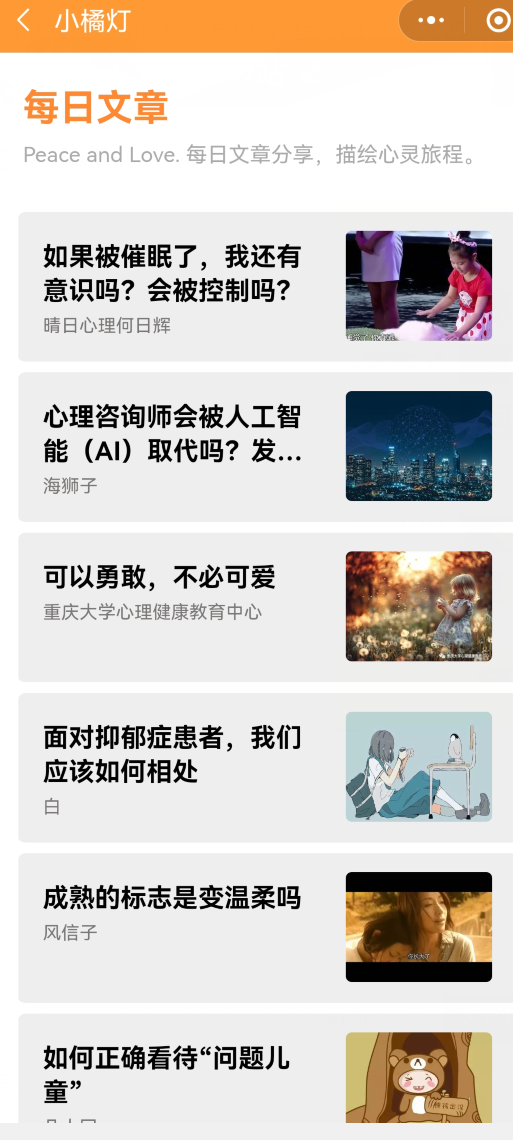 小橘灯
每日文章
Peace and Love. 每日文章分享，描绘心灵旅程。
如果被催眠了，我还有
意识吗？会被控制吗？
晴日心理何日辉
心理咨询师会被人工智
能（AI）取代吗？发...
海狮子
可以勇敢，不必可爱
重庆大学心理健康教育中心
面对抑郁症患者，我们
应该如何相处
白
成熟的标志是变温柔吗
风信子
你长大了
如何正确看待“问题儿
童”